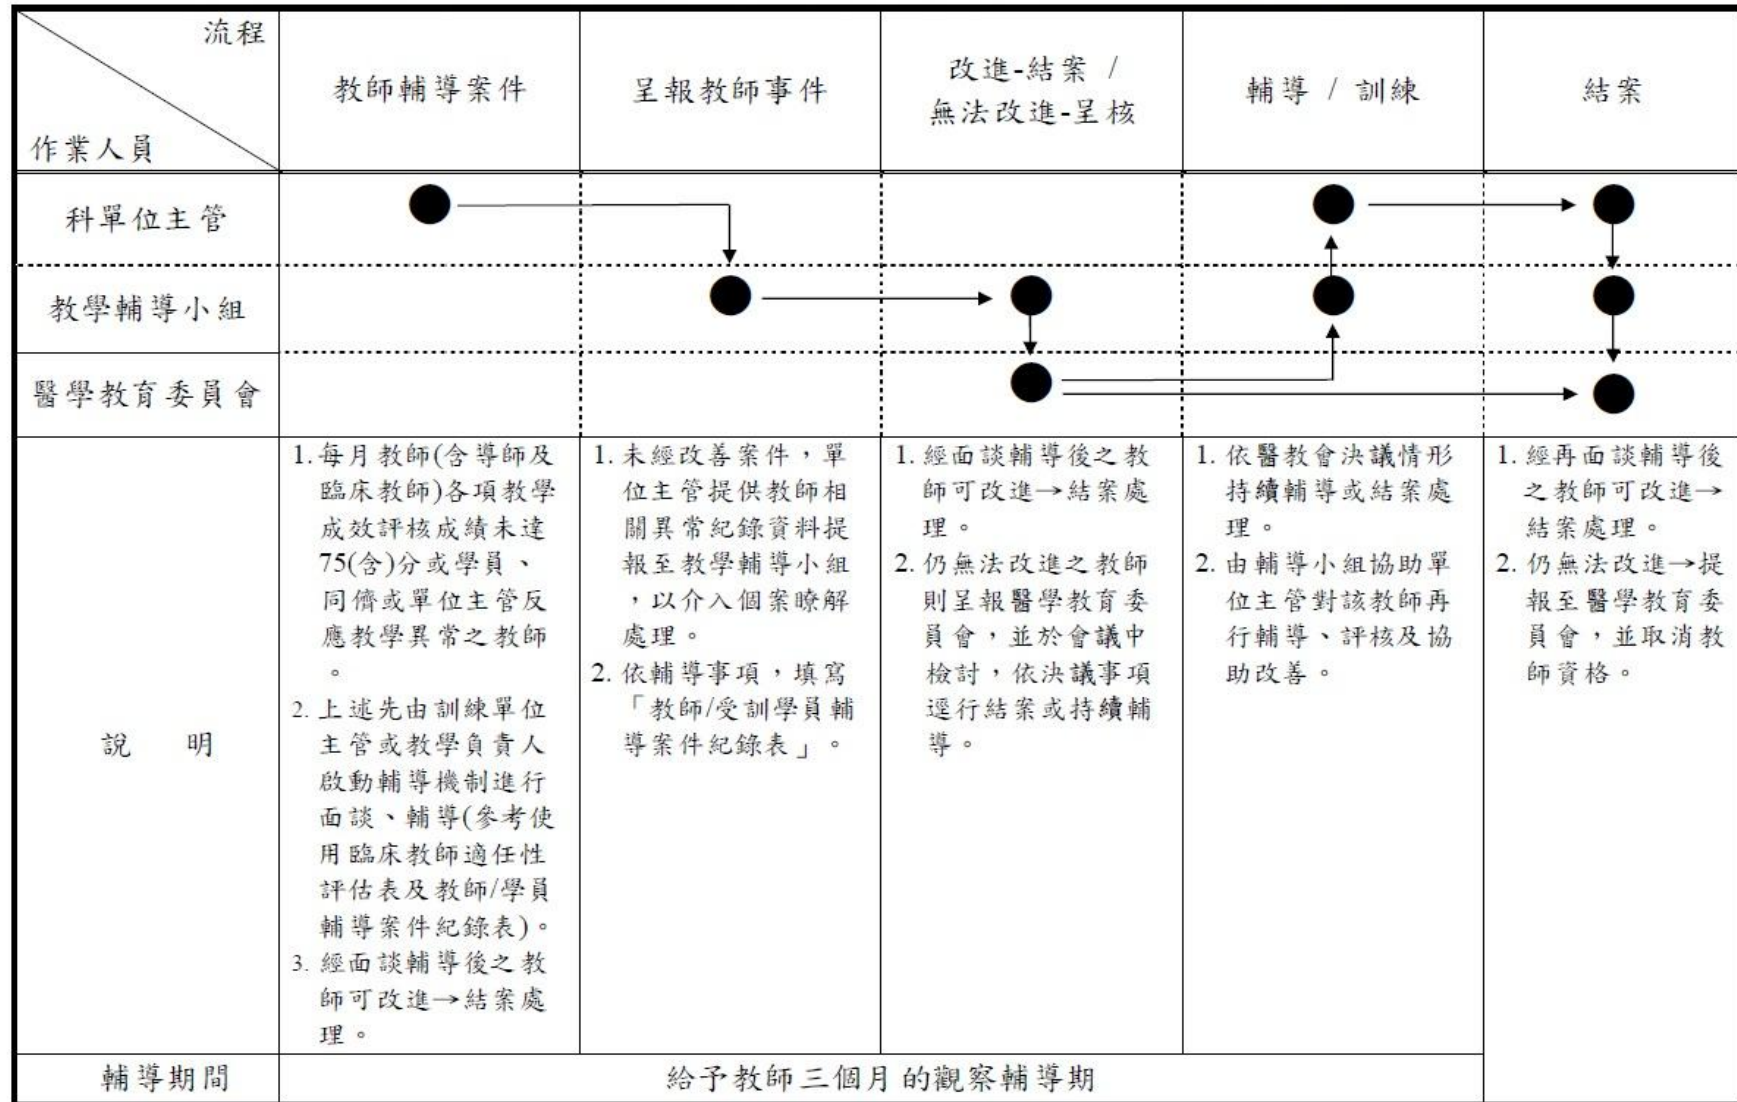 流程
作業人員
教師輔導案件
呈報教師事件
改進-結案 /
無法改進-呈核
輔導 / 訓練
結案
科單位主管
教學輔導小組
醫學教育委員會
說 明
1. 每月教師(含導師及
臨床教師)各項教學
成效評核成績未達
75(含)分或學員、
同儕或單位主管反
應教學異常之教師
。
2. 上述先由訓練單位
主管或教學負責人
啟動輔導機制進行
面談、輔導(參考使
用臨床教師適任性
評估表及教師/學員
輔導案件紀錄表)。
3. 經面談輔導後之教
師可改進→結案處
理。
1. 未經改善案件，單
位主管提供教師相
關異常紀錄資料提
報至教學輔導小組
，以介入個案瞭解
處理。
2. 依輔導事項，填寫
「教師/受訓學員輔
導案件紀錄表」。
1. 經面談輔導後之教
師可改進→結案處
理。
2. 仍無法改進之教師
則呈報醫學教育委
員會，並於會議中
檢討，依決議事項
逕行結案或持續輔
導。
1. 依醫教會決議情形
持續輔導或結案處
理。
2. 由輔導小組協助單
位主管對該教師再
行輔導、評核及協
助改善。
1. 經再面談輔導後
之教師可改進→
結案處理。
2. 仍無法改進→提
報至醫學教育委
員會，並取消教
師資格。
輔導期間
給予教師三個月的觀察輔導期